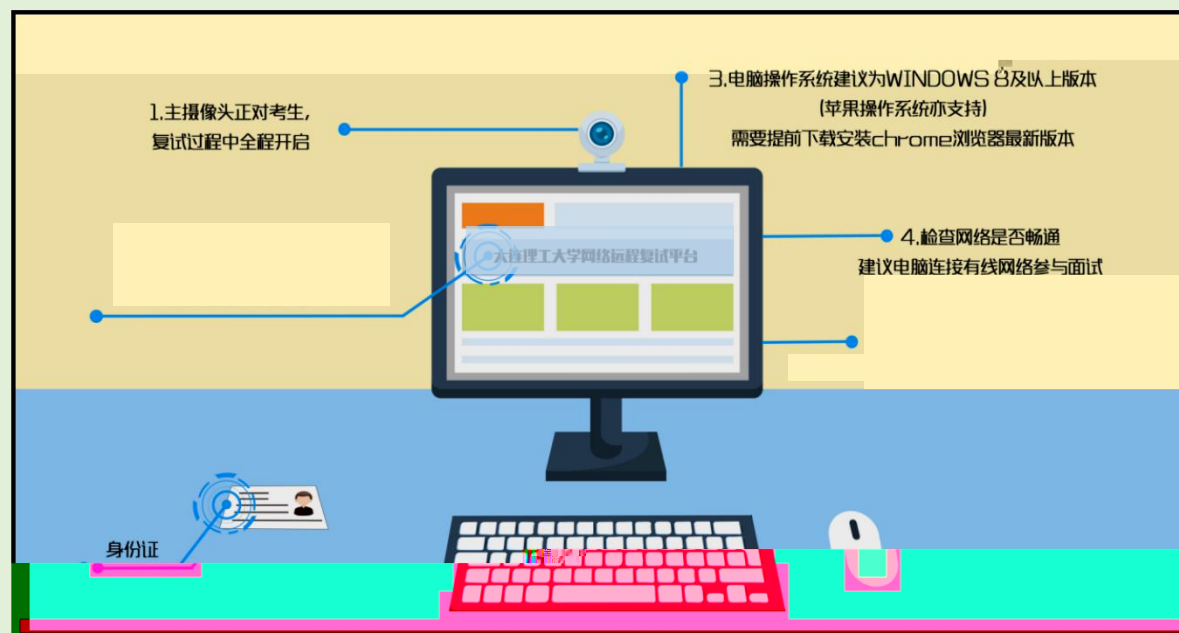 1.主摄像头正对考生,
复试过程中全程开启
3.电脑操作系统建议为WINDOWS 8及以上版本
(苹果操作系统亦支持)
需要提前下载安装chrome浏览器最新版本
大连理工大学网络远程复试平台
4.检查网络是否畅通
建议电脑连接有线网络参与面试
身份证